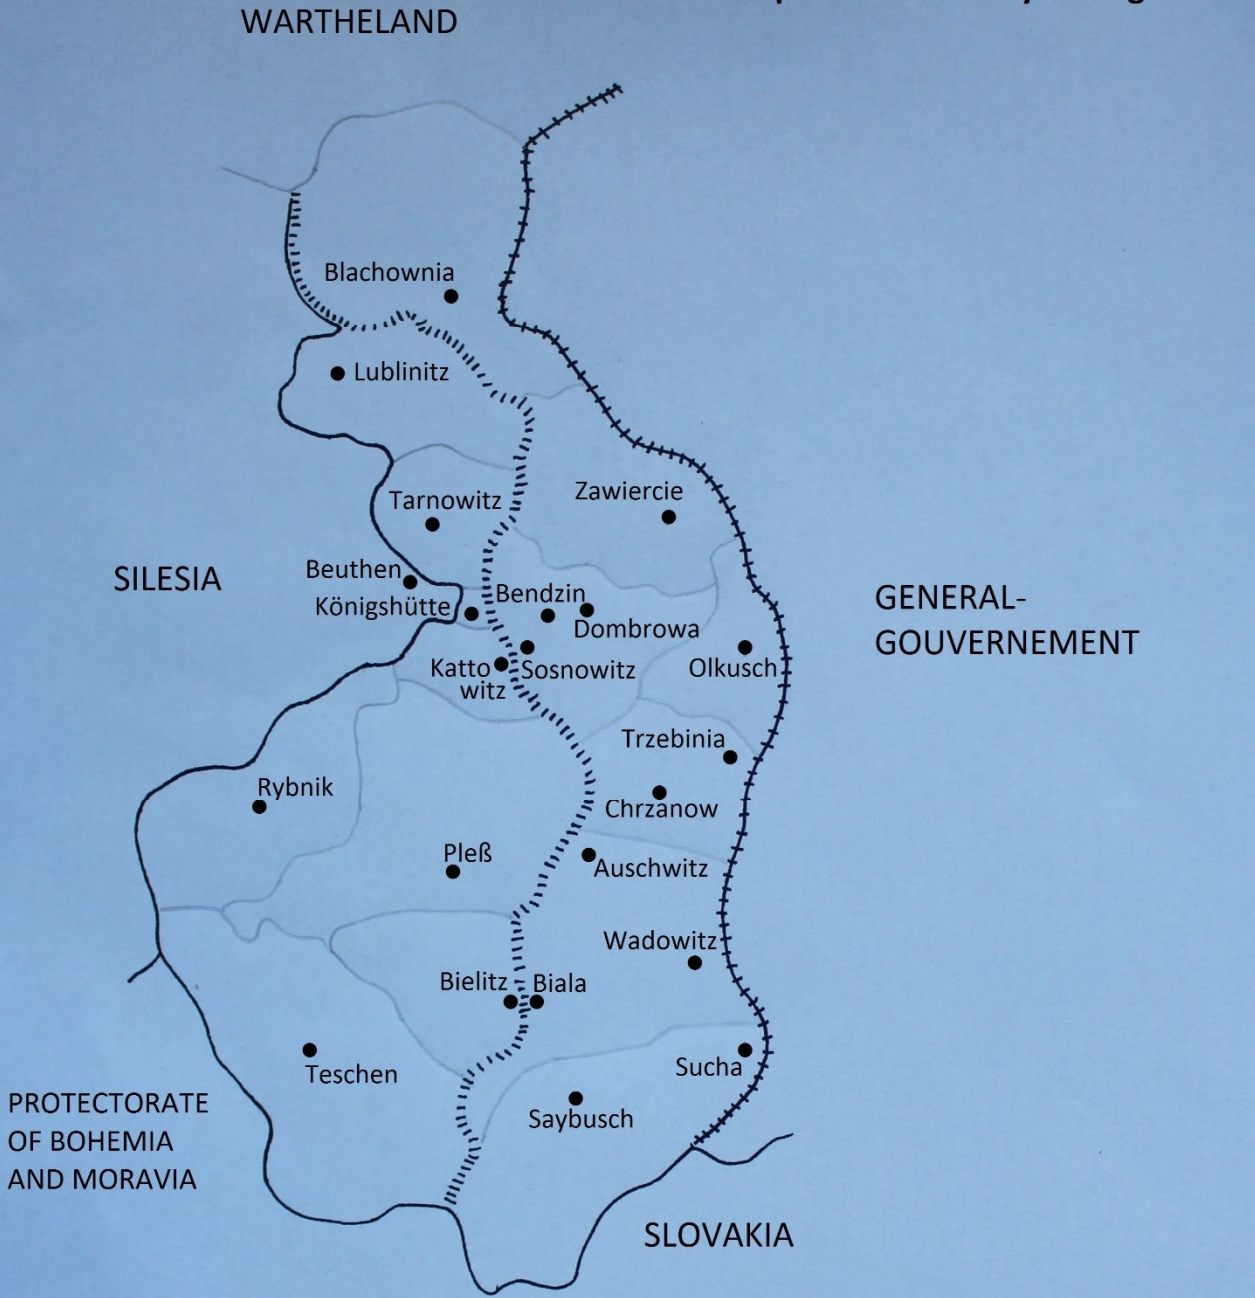 WARTHELAND
Blachownia
Lublinitz
Tarnowitz
Zawiercie
SILESIA
Beuthen
Königshütte
Bendzin
Dombrowa
GENERAL-
GOUVERNEMENT
Katto
witz
Sosnowitz
Olkusch
Trzebinia
Rybnik
Chrzanow
Pleß
Auschwitz
Wadowitz
Bielitz
Biala
Teschen
Sucha
Saybusch
PROTECTORATE
OF BOHEMIA
AND MORAVIA
SLOVAKIA